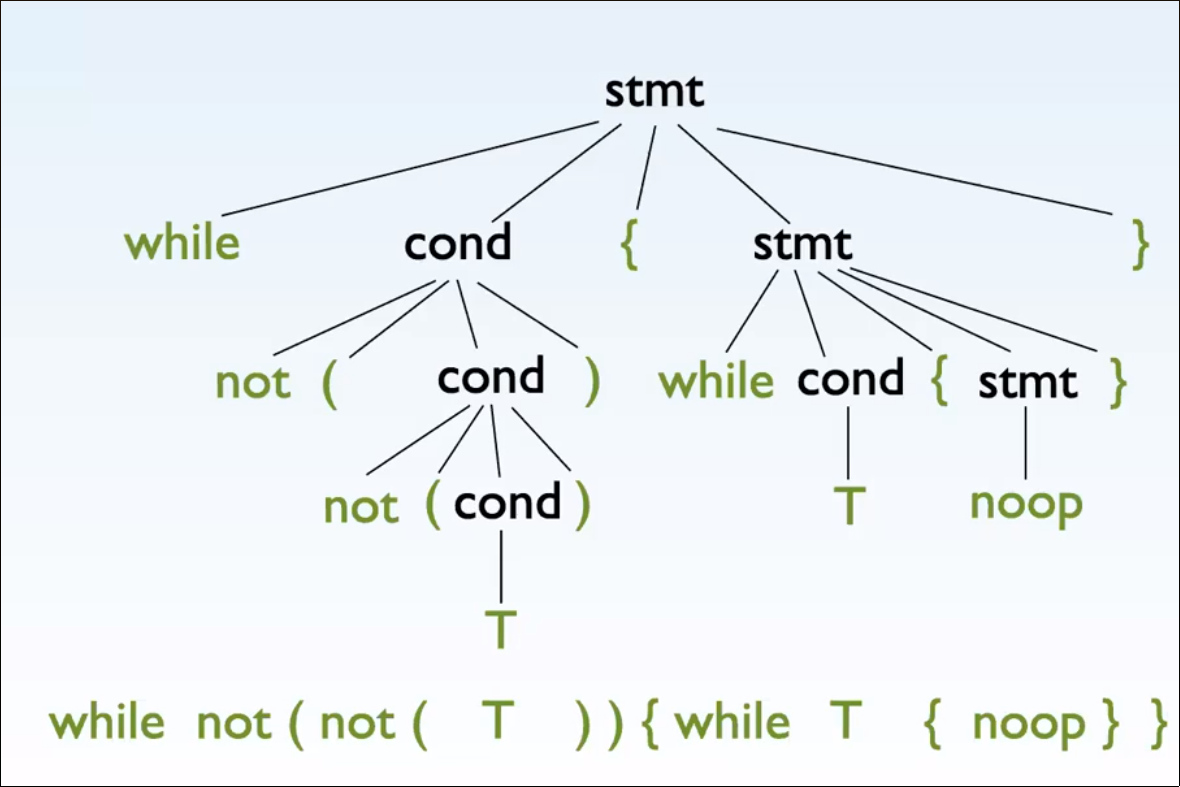 stmt
while cond { stmt }
not ( cond ) while cond { stmt }
not ( cond ) T noop
T
while not ( not ( T ) ) { while T { noop } }